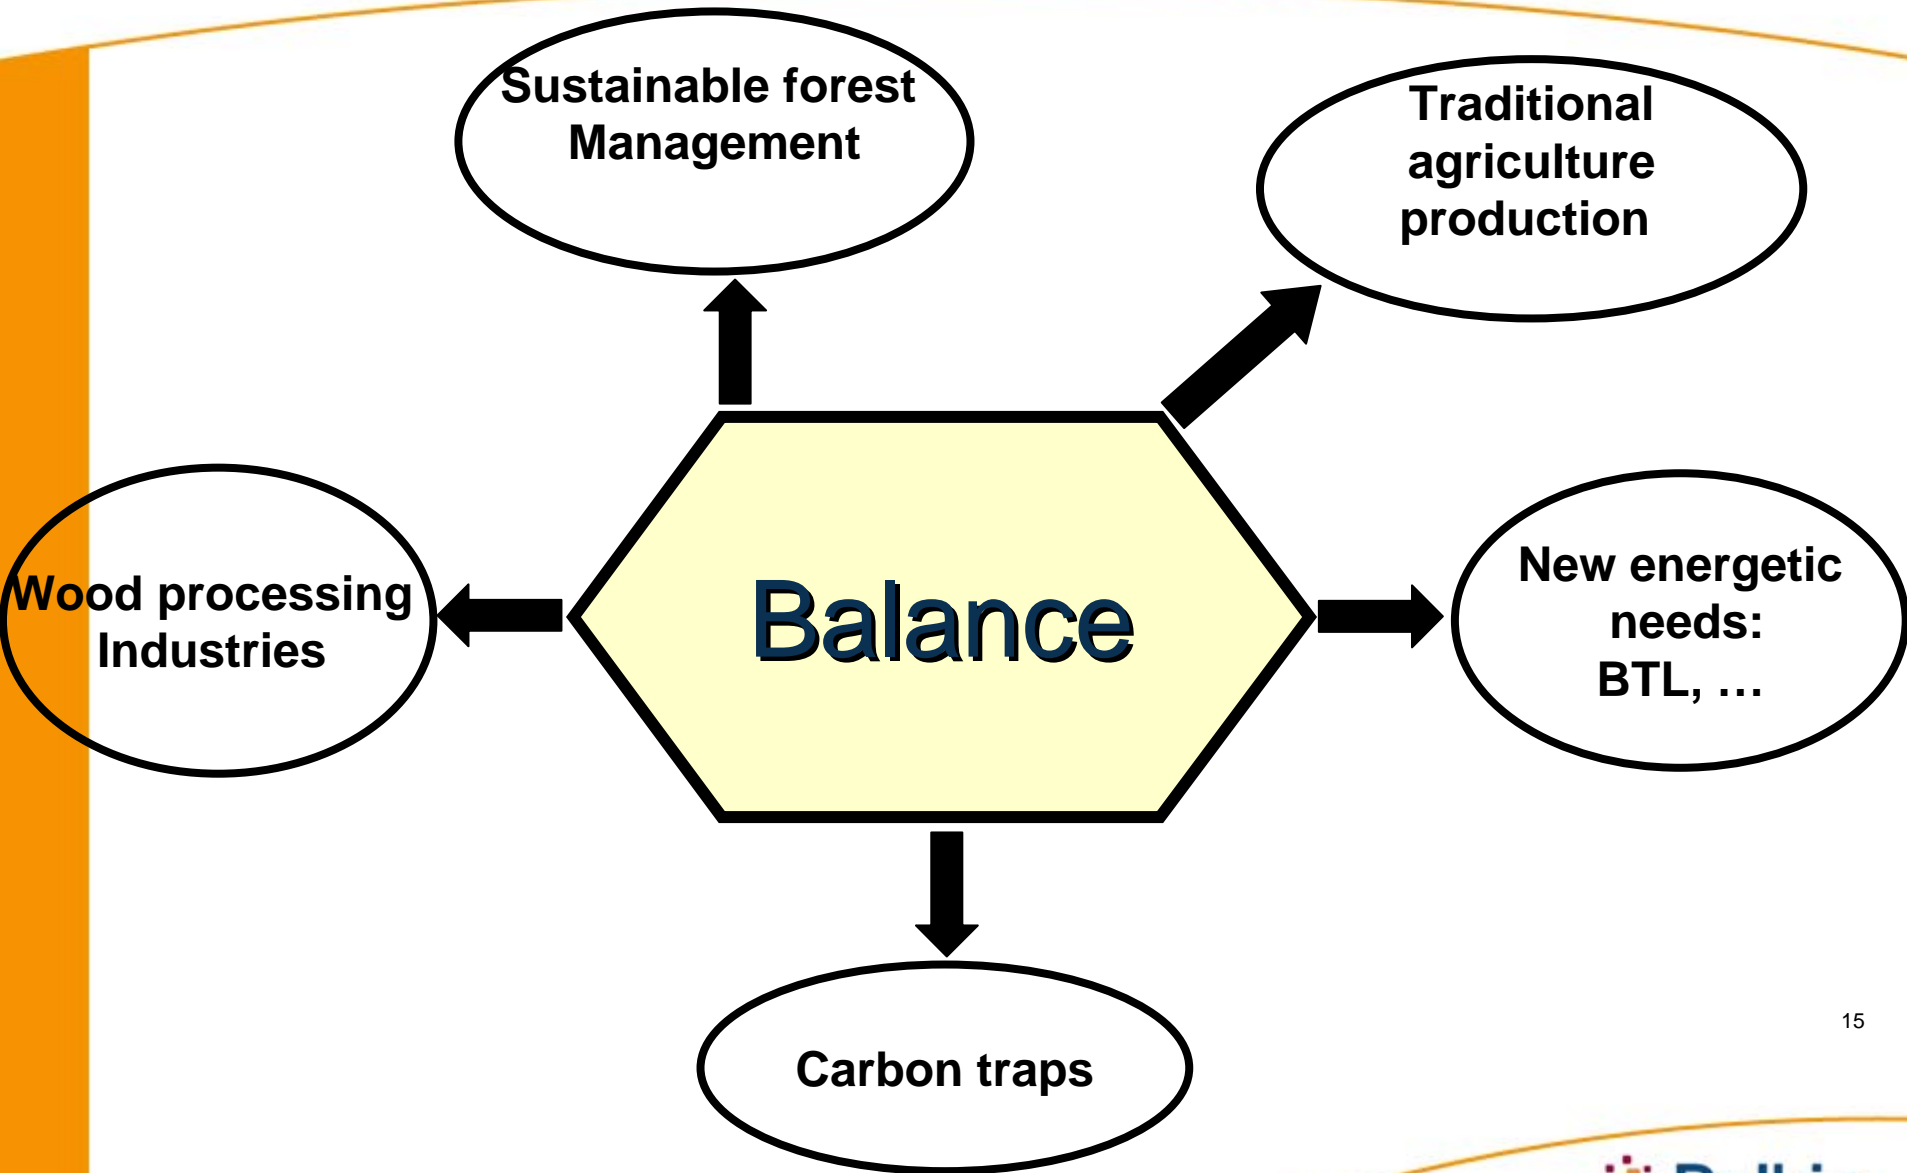 Sustainable forest
Management
Traditional
agriculture
production
Wood processing
Industries
Balance
New energetic
needs:
BTL, …
Carbon traps
15